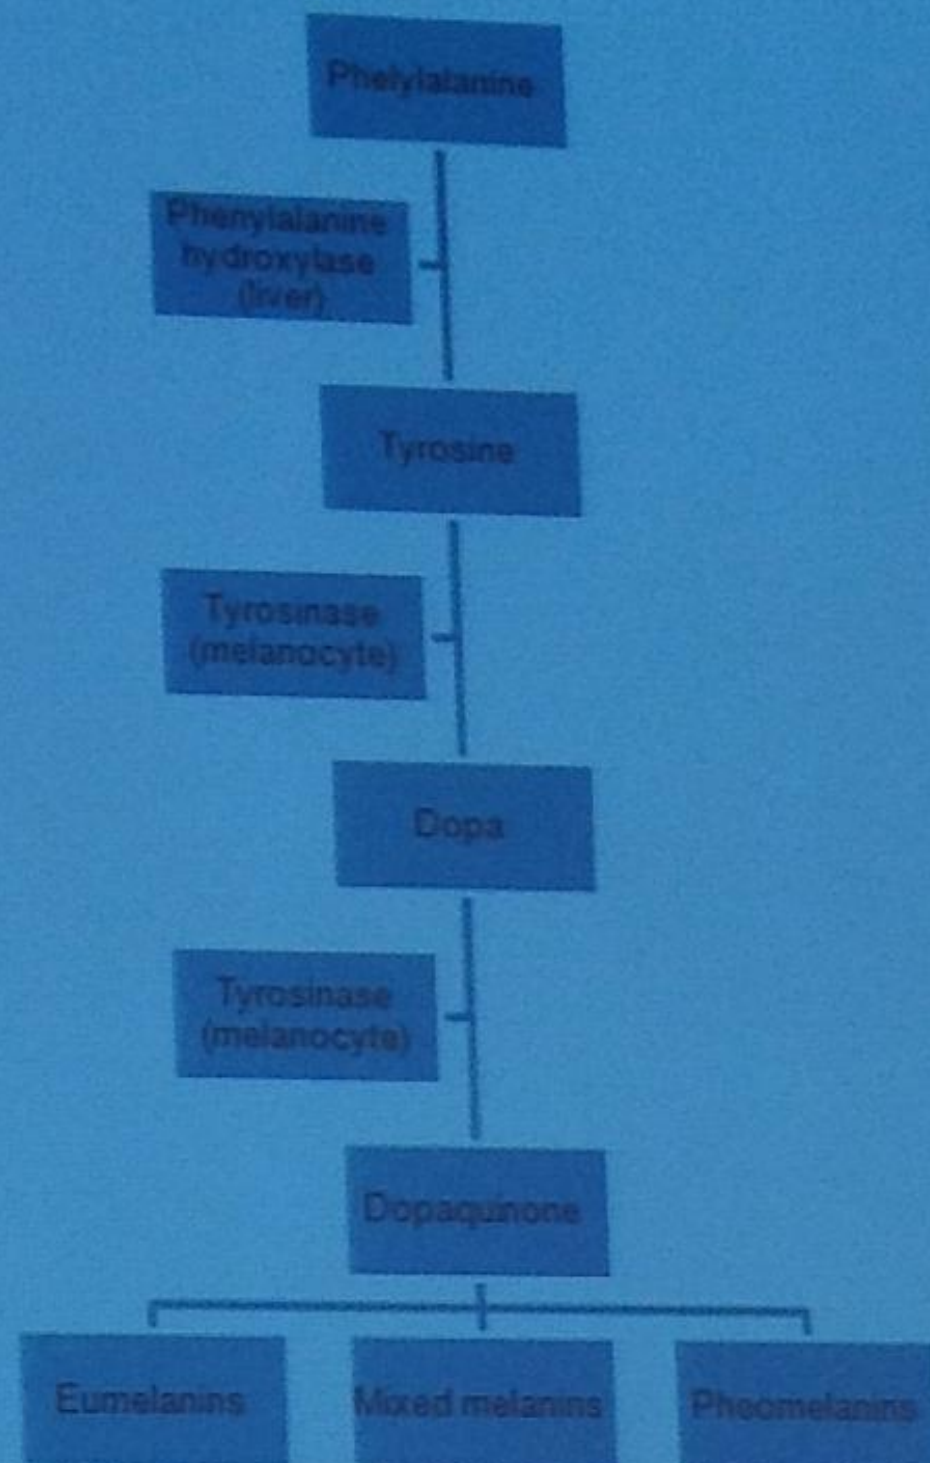 Phelylalanine
Phenylalanine
hydroxylase
(liver)
Tyrosine
Tyrosinase
(melanocyte)
Dopa
Tyrosinase
(melanocyte)
Dopaquinone
Eumelanins
Mixed melanins
Pheomelanins